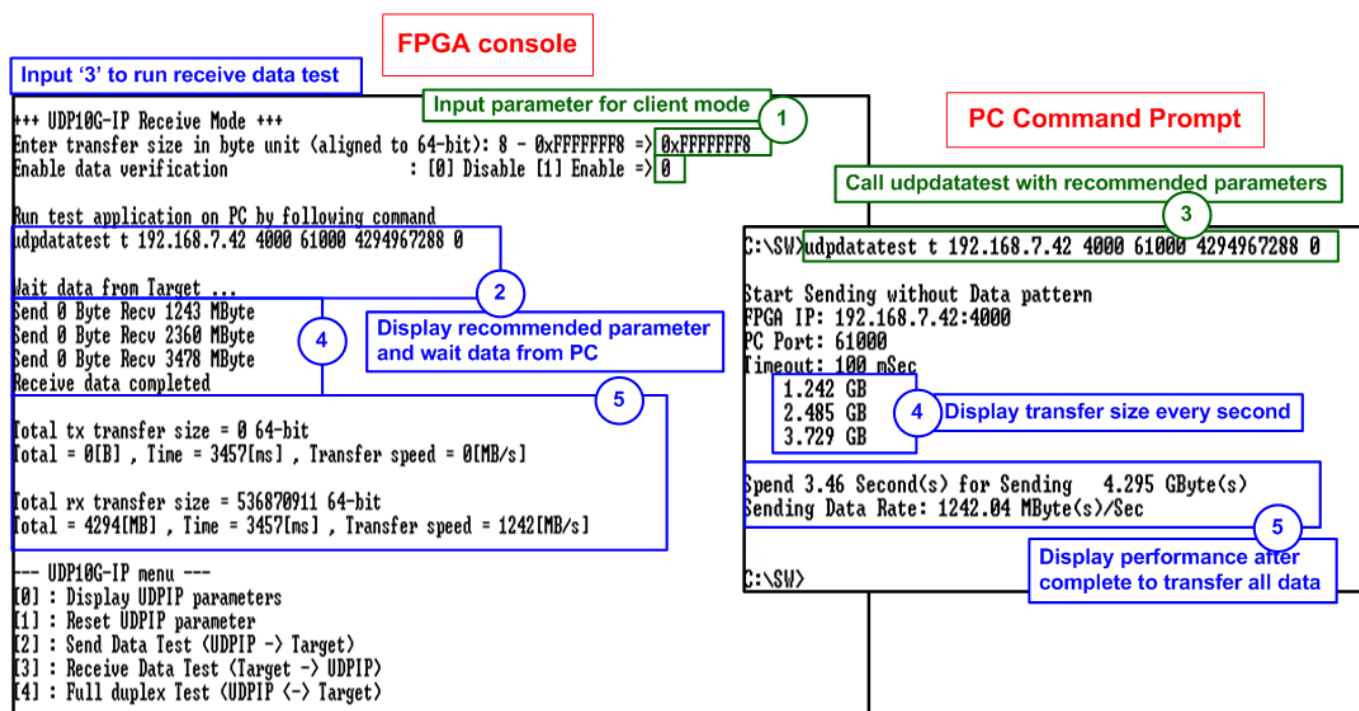 FPGA console
Input ‘3’ to run receive data test
Input parameter for client mode
1
+++ UDP10G-IP Receive Mode +++
Enter transfer size in byte unit (aligned to 64-bit): 8 - 0xFFFFFFF8 => 0xFFFFFFF8
Enable data verification : [0] Disable [1] Enable => 0
Run test application on PC by following command
udpdatatest t 192.168.7.42 4000 61000 4294967288 0
2
Display recommended parameter
and wait data from PC
Wait data from Target ...
Send 0 Byte Recv 1243 MByte
Send 0 Byte Recv 2360 MByte
Send 0 Byte Recv 3478 MByte
4
Receive data completed
5
Total tx transfer size = 0 64-bit
Total = 0[B] , Time = 3457[ms] , Transfer speed = 0[MB/s]
Total rx transfer size = 536870911 64-bit
Total = 4294[MB] , Time = 3457[ms] , Transfer speed = 1242[MB/s]
--- UDP10G-IP menu ---
[0] : Display UDPIP parameters
[1] : Reset UDPIP parameter
[2] : Send Data Test (UDPIP -> Target)
[3] : Receive Data Test (Target -> UDPIP)
[4] : Full duplex Test (UDPIP <-> Target)
PC Command Prompt
Call udpdatatest with recommended parameters
3
C:\SW>udpdatatest t 192.168.7.42 4000 61000 4294967288 0
Start Sending without Data pattern
FPGA IP: 192.168.7.42:4000
PC Port: 61000
Timeout: 100 mSec
1.242 GB
2.485 GB
3.729 GB
4
Display transfer size every second
Spend 3.46 Second(s) for Sending 4.295 GByte(s)
Sending Data Rate: 1242.04 MByte(s)/Sec
5
Display performance after
complete to transfer all data
C:\SW>